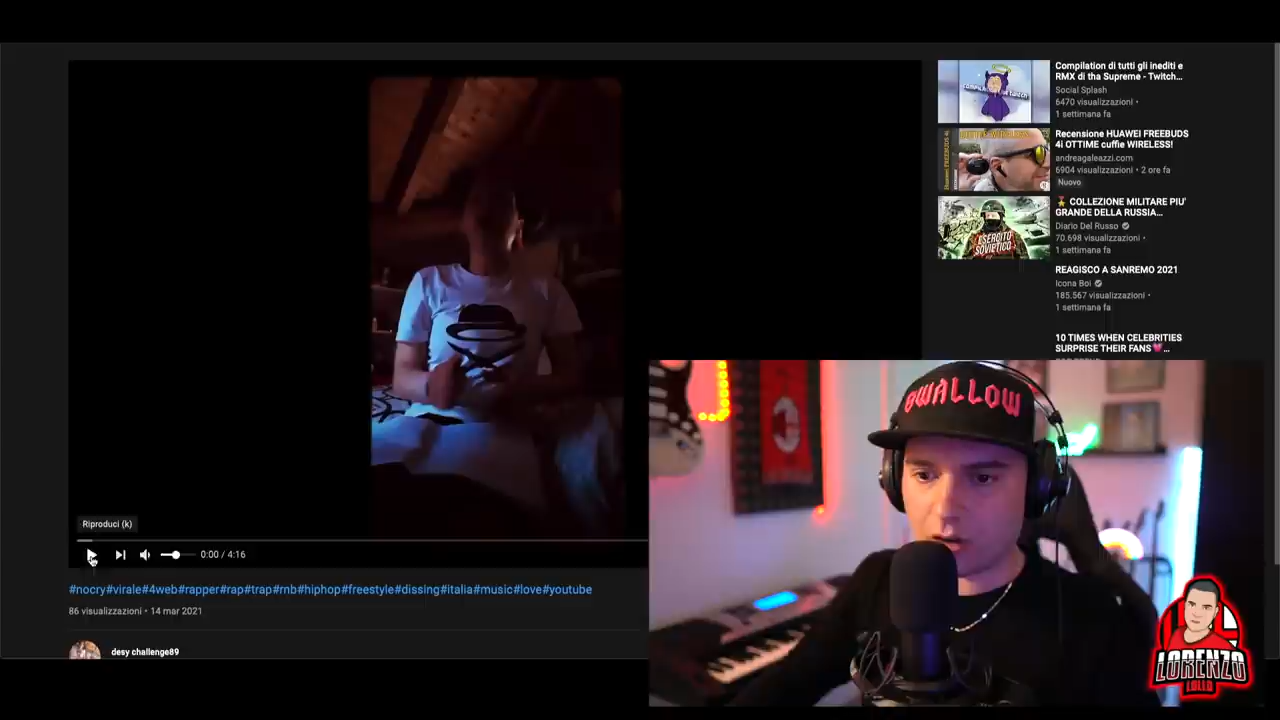 Compilation di tutti gli inediti e
RMX di tha Supreme - Twitch...
Social Splash
6470 visualizzazioni •
1 settimana fa
Recensione HUAWEI FREEBUDS
4i OTTIME cuffie WIRELESS!
andreagaleazzi.com
6904 visualizzazioni • 2 ore fa
Nuovo
COLLEZIONE MILITARE PIU'
GRANDE DELLA RUSSIA...
Diario Del Russo
70.698 visualizzazioni •
1 settimana fa
ESERCITO
SOVIETICO
REAGISCO A SANREMO 2021
Icona Boi
185.567 visualizzazioni •
1 settimana fa
10 TIMES WHEN CELEBRITIES
SURPRISE THEIR FANS💗...
SWALLOW
Riproduci (k)
0:00 / 4:16
#nocry#virale#4web#rapper#rap#trap#rnb#hiphop#freestyle#dissing#italia#music#love#youtube
86 visualizzazioni • 14 mar 2021
desy challenge89
LORENZO
LOLLO